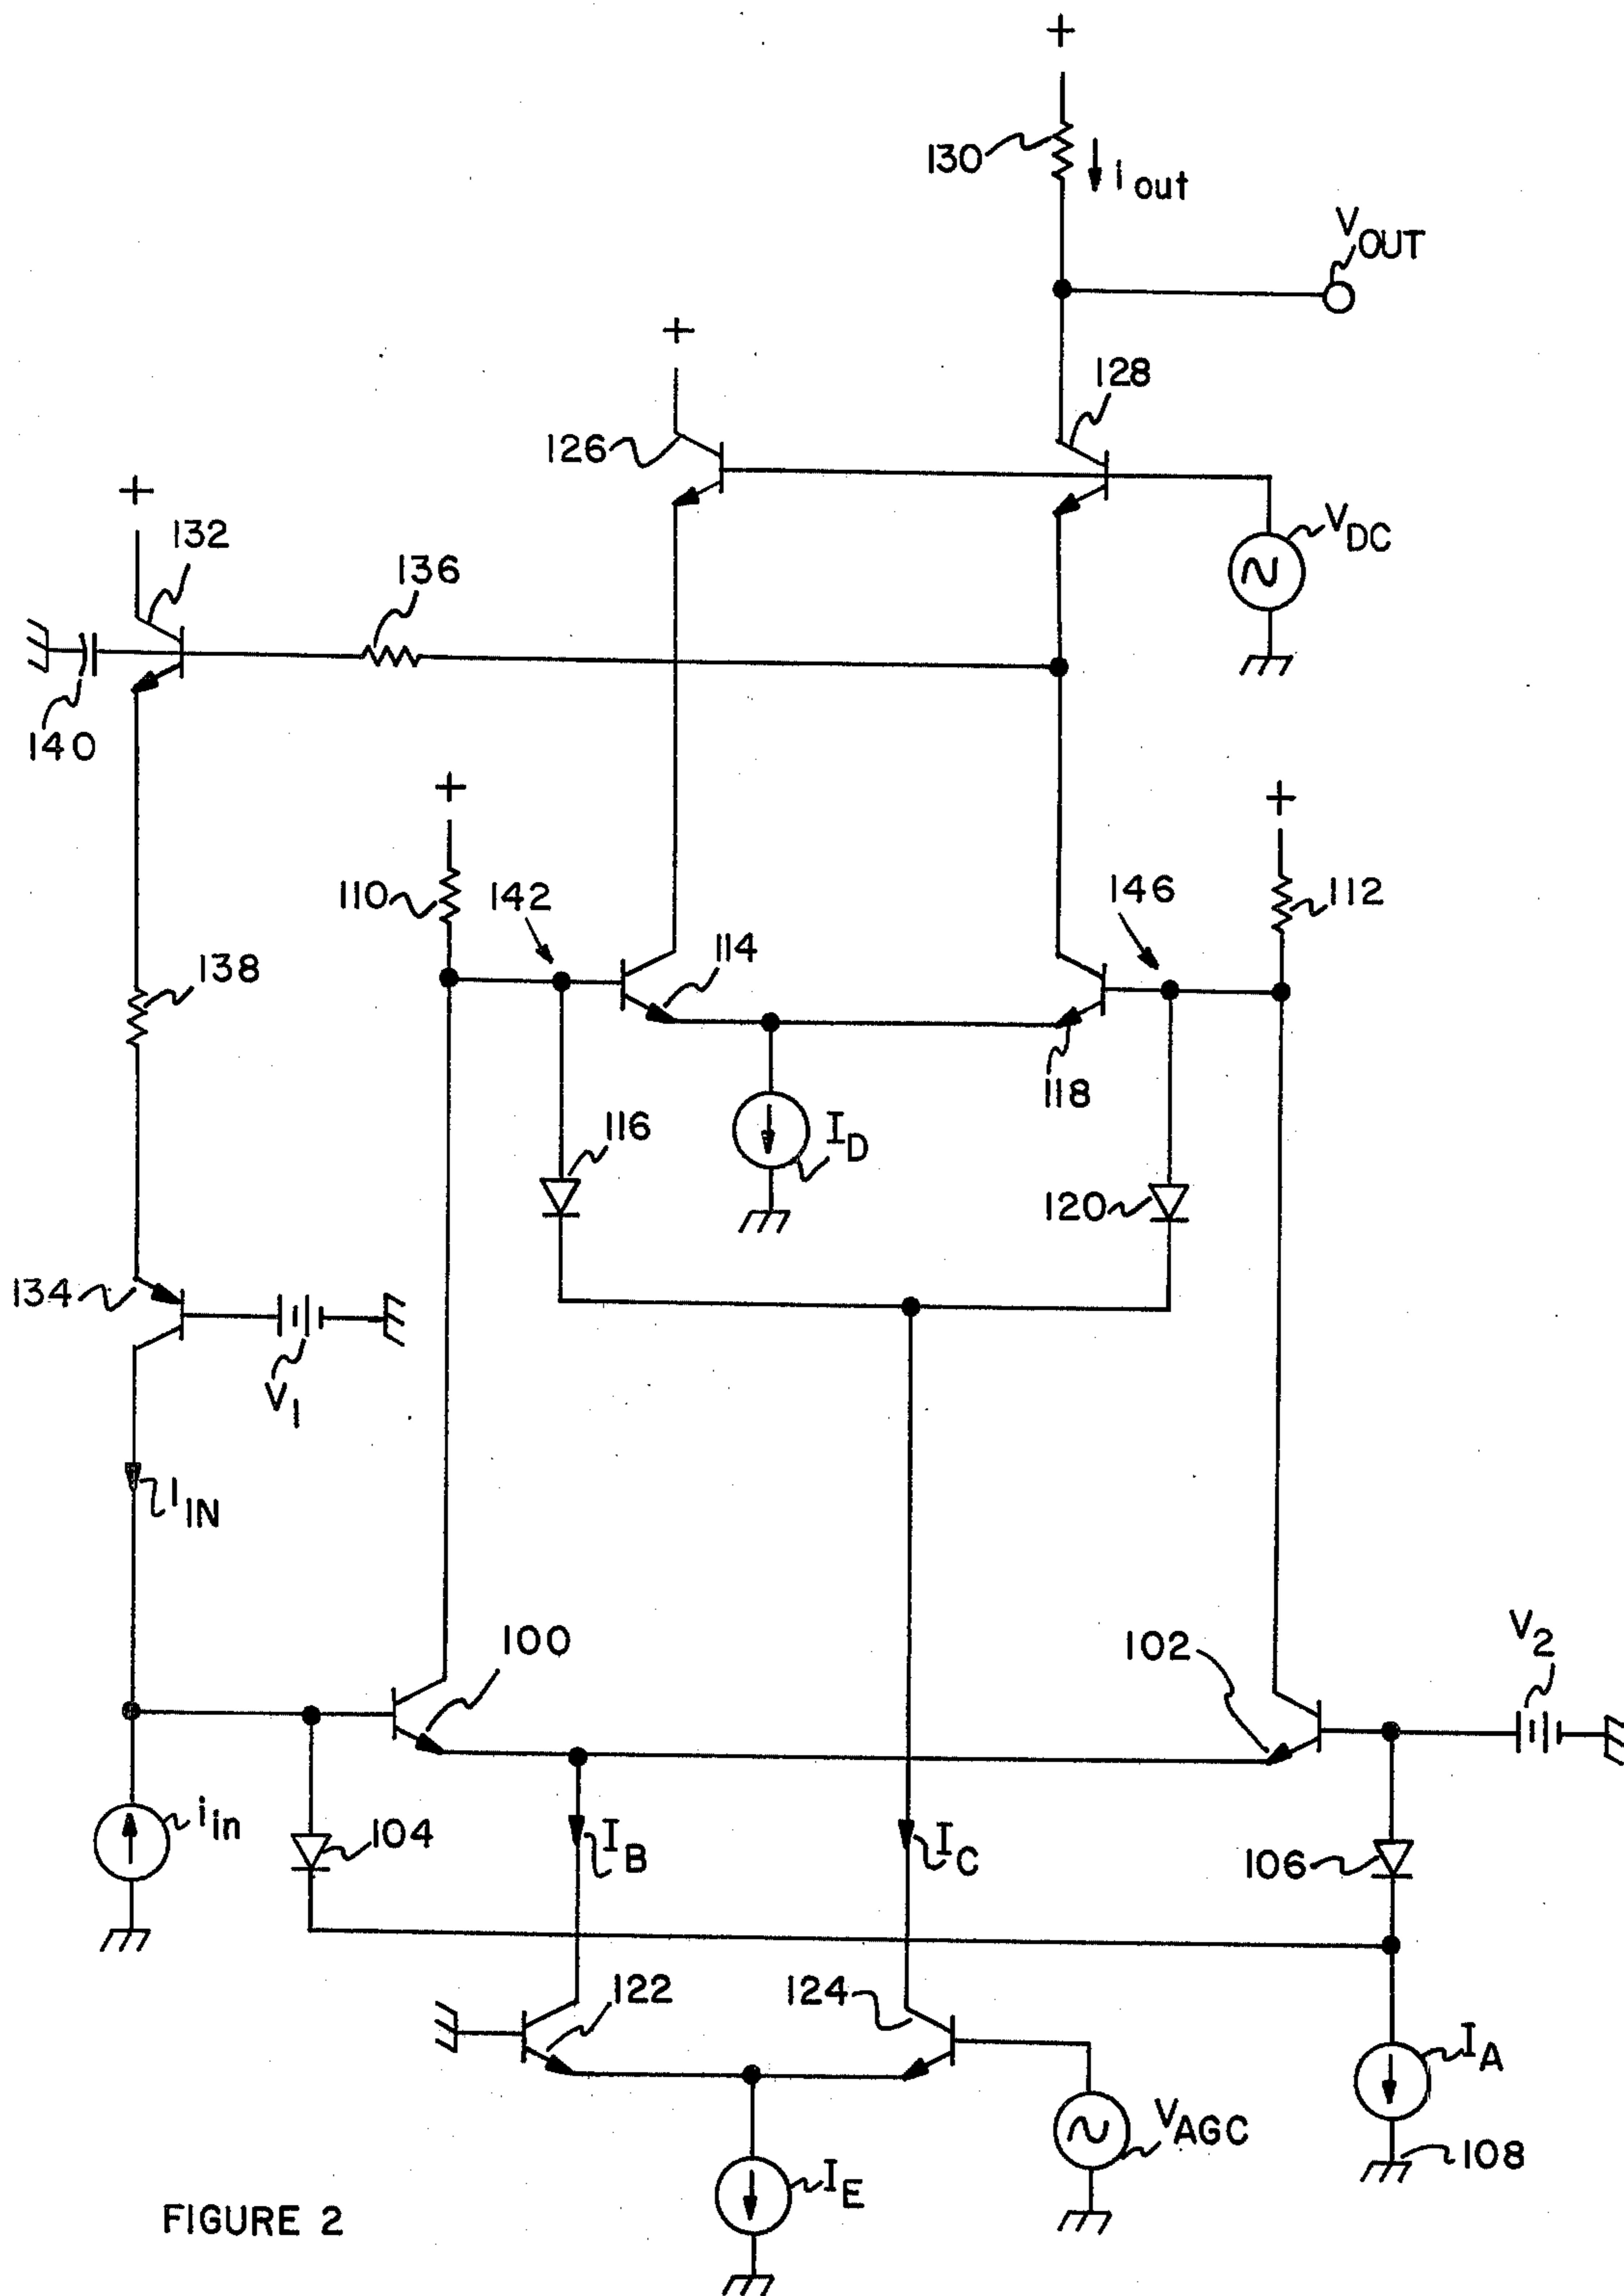 +
130
i out
V OUT
+
128
126
+
132
V DC
136
140
+
+
110
142
146
112
114
138
118
116
I D
120
134
V 1
I IN
100
102
V 2
i in
104
I B
I C
106
122
124
I A
V AGC
108
I E
FIGURE 2